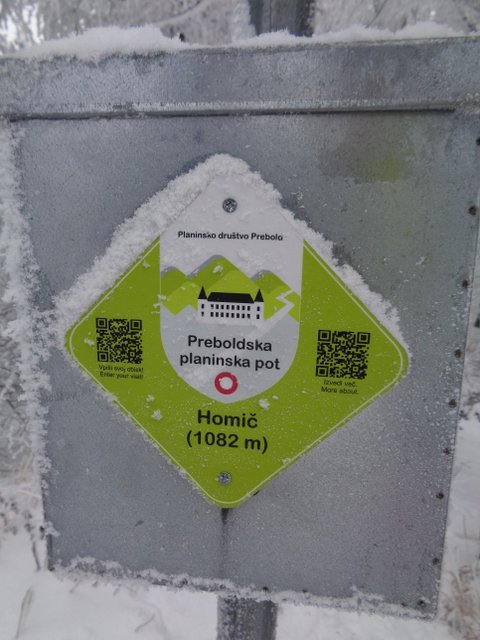 Planinsko društvo Prebold
Preboldska
planinska pot
Vpiši svoj obisk!
Enter your visit!
Izvedi več.
More about.
Homič
(1082 m)